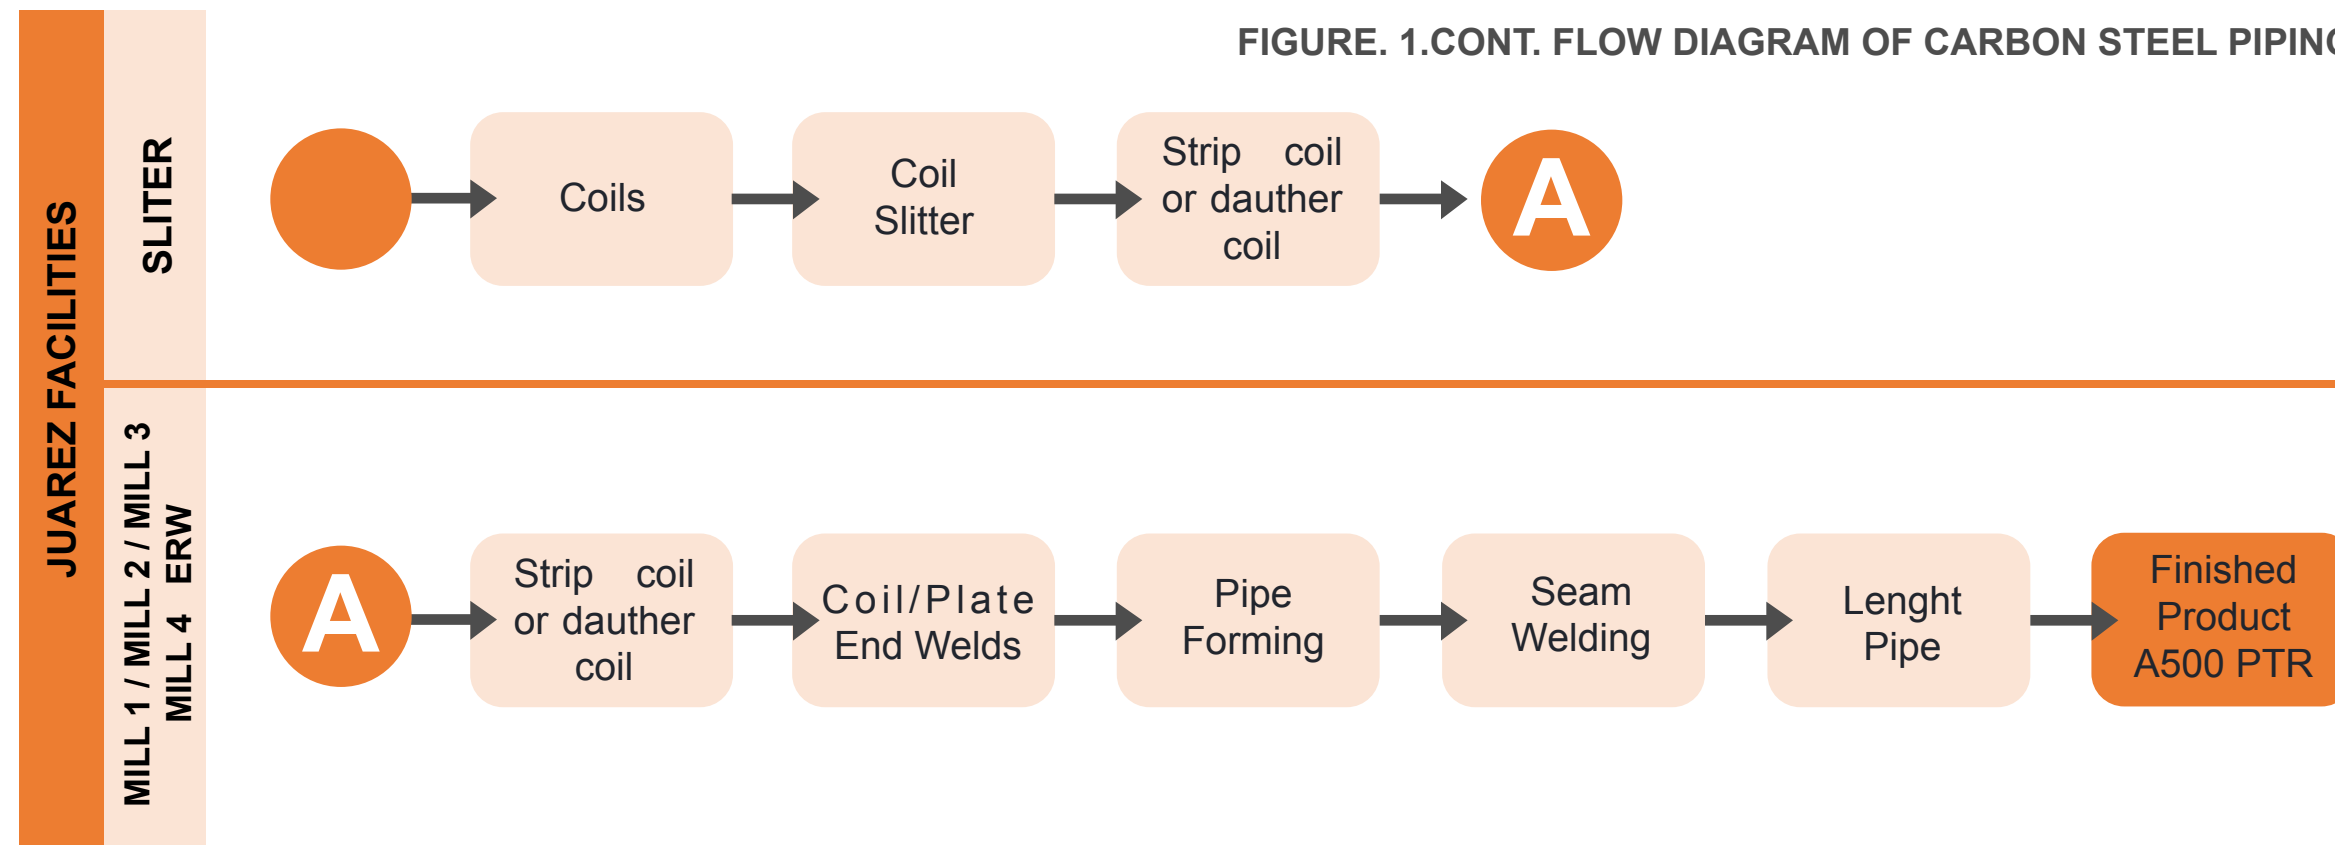 FIGURE. 1.CONT. FLOW DIAGRAM OF CARBON STEEL PIPING
JUAREZ FACILITIES
SLITER
Coils
Coil
Slitter
Strip coil
or dauther
coil
A
MILL 1 / MILL 2 / MILL 3
MILL 4 ERW
A
Strip coil
or dauther
coil
Coil/Plate
End Welds
Pipe
Forming
Seam
Welding
Lenght
Pipe
Finished
Product
A500 PTR